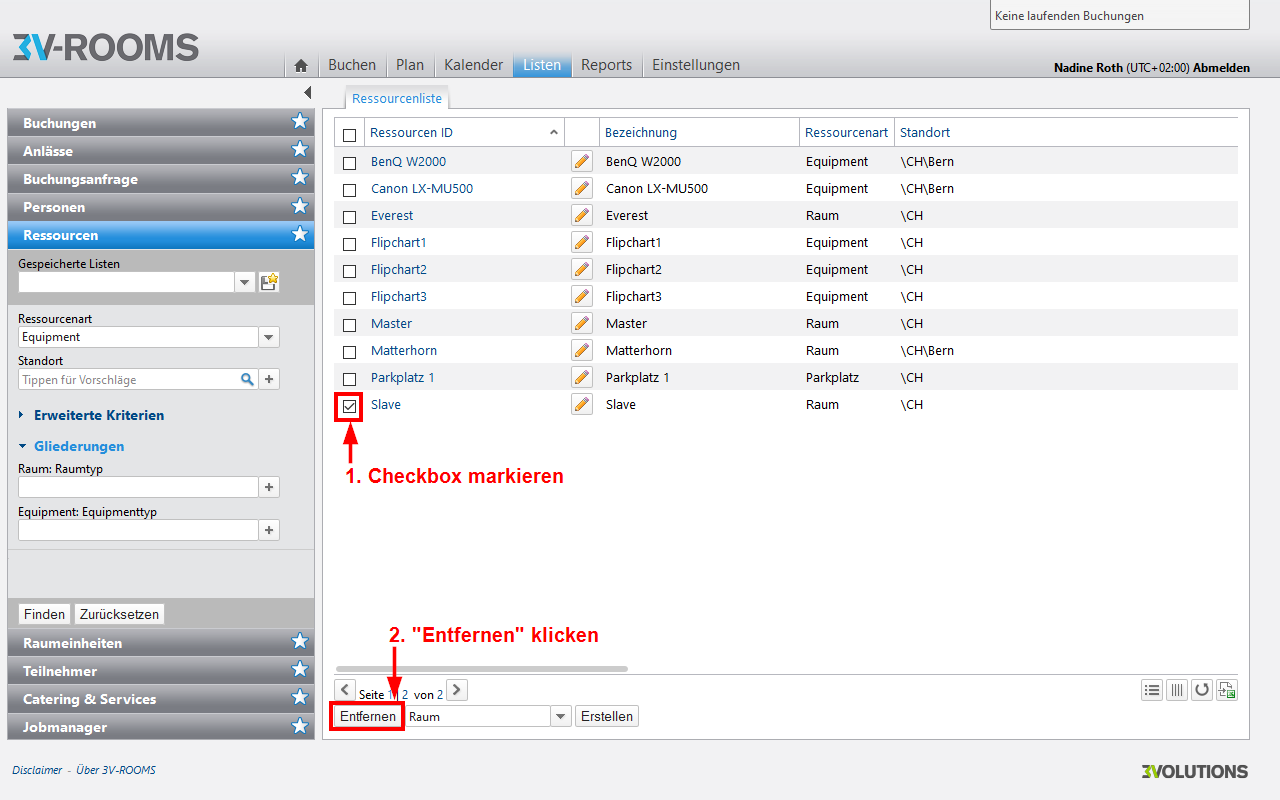 Keine laufenden Buchungen
3V-ROOMS
Buchen Plan Kalender Listen Reports Einstellungen
Nadine Roth (UTC+02:00) Abmelden
Ressourcenliste
Buchungen
Anlässe
Buchungsanfrage
Personen
Ressourcen
Gespeicherte Listen
Ressourcenart
Equipment
Standort
Tippen für Vorschläge
Erweiterte Kriterien
Gliederungen
Raum: Raumtyp
Equipment: Equipmenttyp
Finden Zurücksetzen
Raumeinheiten
Teilnehmer
Catering & Services
Jobmanager
Ressourcen ID Bezeichnung Ressourcenart Standort
BenQ W2000 BenQ W2000 Equipment \CH\Bern
Canon LX-MU500 Canon LX-MU500 Equipment \CH\Bern
Everest Everest Raum \CH
Flipchart1 Flipchart1 Equipment \CH
Flipchart2 Flipchart2 Equipment \CH
Flipchart3 Flipchart3 Equipment \CH
Master Master Raum \CH
Matterhorn Matterhorn Raum \CH\Bern
Parkplatz 1 Parkplatz 1 Parkplatz \CH
Slave Slave Raum \CH
1. Checkbox markieren
2. "Entfernen" klicken
Seite 1 2 von 2
Entfernen Raum Erstellen
Disclaimer - Über 3V-ROOMS
3VOLUTIONS